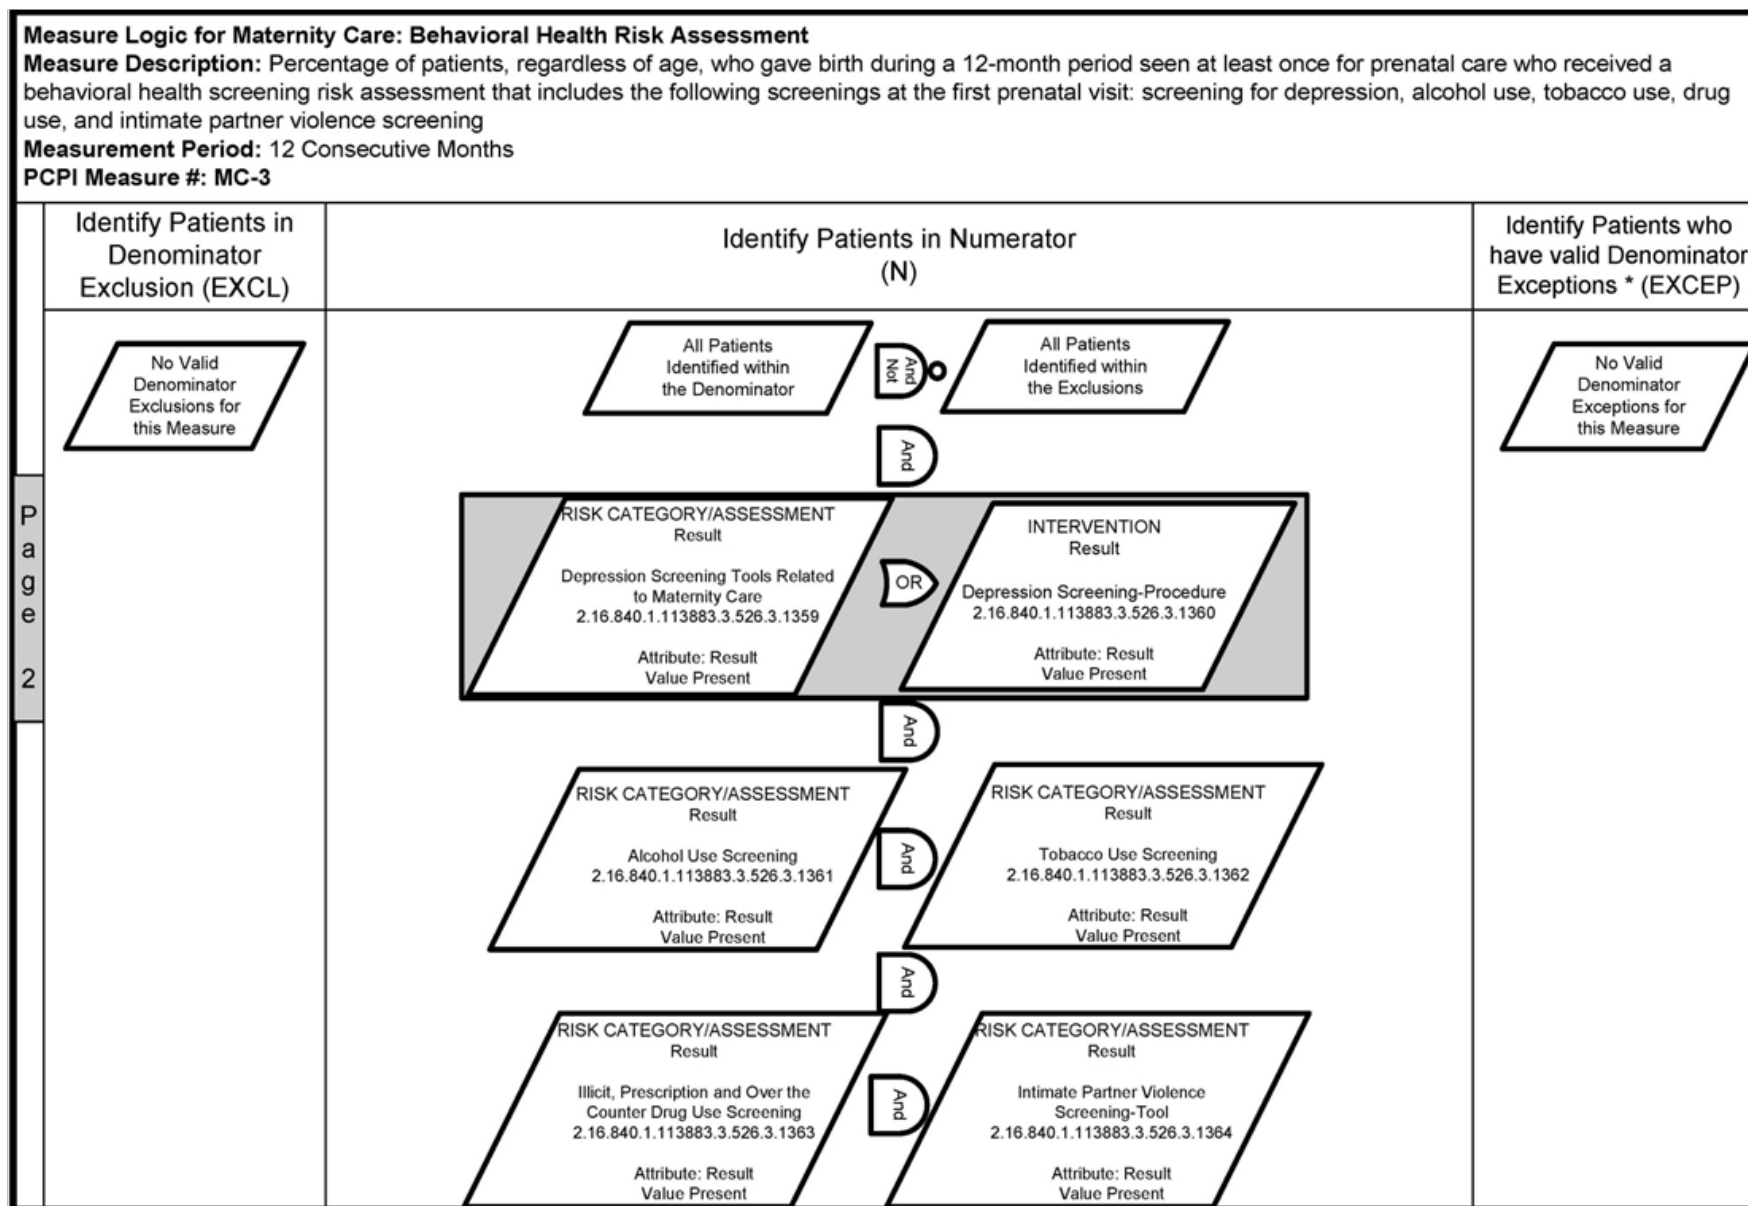 Measure Logic for Maternity Care: Behavioral Health Risk Assessment
Measure Description: Percentage of patients, regardless of age, who gave birth during a 12-month period seen at least once for prenatal care who received a
behavioral health screening risk assessment that includes the following screenings at the first prenatal visit: screening for depression, alcohol use, tobacco use, drug
use, and intimate partner violence screening
Measurement Period: 12 Consecutive Months
PCPI Measure #: MC-3
Page 2
Identify Patients in
Denominator
Exclusion (EXCL)
No Valid
Denominator
Exclusions for
this Measure
Identify Patients in Numerator
(N)
All Patients
Identified within
the Denominator
And
Not
All Patients
Identified within
the Exclusions
And
RISK CATEGORY/ASSESSMENT
Result
Depression Screening Tools Related
to Maternity Care
2.16.840.1.113883.3.526.3.1359
Attribute: Result
Value Present
OR
INTERVENTION
Result
Depression Screening-Procedure
2.16.840.1.113883.3.526.3.1360
Attribute: Result
Value Present
And
RISK CATEGORY/ASSESSMENT
Result
Alcohol Use Screening
2.16.840.1.113883.3.526.3.1361
Attribute: Result
Value Present
And
RISK CATEGORY/ASSESSMENT
Result
Tobacco Use Screening
2.16.840.1.113883.3.526.3.1362
Attribute: Result
Value Present
And
RISK CATEGORY/ASSESSMENT
Result
Illicit, Prescription and Over the
Counter Drug Use Screening
2.16.840.1.113883.3.526.3.1363
Attribute: Result
Value Present
And
RISK CATEGORY/ASSESSMENT
Result
Intimate Partner Violence
Screening-Tool
2.16.840.1.113883.3.526.3.1364
Attribute: Result
Value Present
Identify Patients who
have valid Denominator
Exceptions * (EXCEP)
No Valid
Denominator
Exceptions for
this Measure